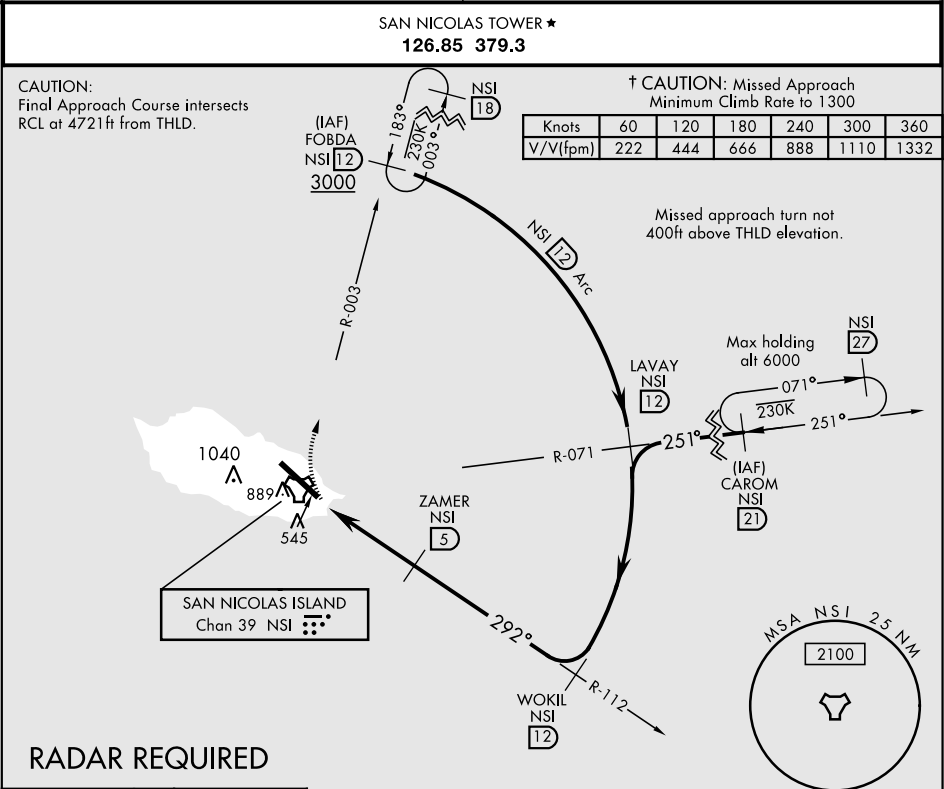 SAN NICOLAS TOWER ★
126.85 379.3
CAUTION:
Final Approach Course intersects
RCL at 4721ft from THLD.
(IAF)
FOBDA
NSI 12
3000
183°
230K
003°
NSI
18
† CAUTION: Missed Approach
Minimum Climb Rate to 1300
Knots 60 120 180 240 300 360
V/V(fpm) 222 444 666 888 1110 1332
Missed approach turn not
400ft above THLD elevation.
NSI 12 Arc
R-003
LAVAY
NSI
12
Max holding
alt 6000
NSI
27
071°
230K
251°
251°
R-071
(IAF)
CAROM
NSI
21
1040
889
545
ZAMER
NSI
5
SAN NICOLAS ISLAND
Chan 39 NSI
292°
R-112
WOKIL
NSI
12
MSA NSI 25 NM
2100
RADAR REQUIRED